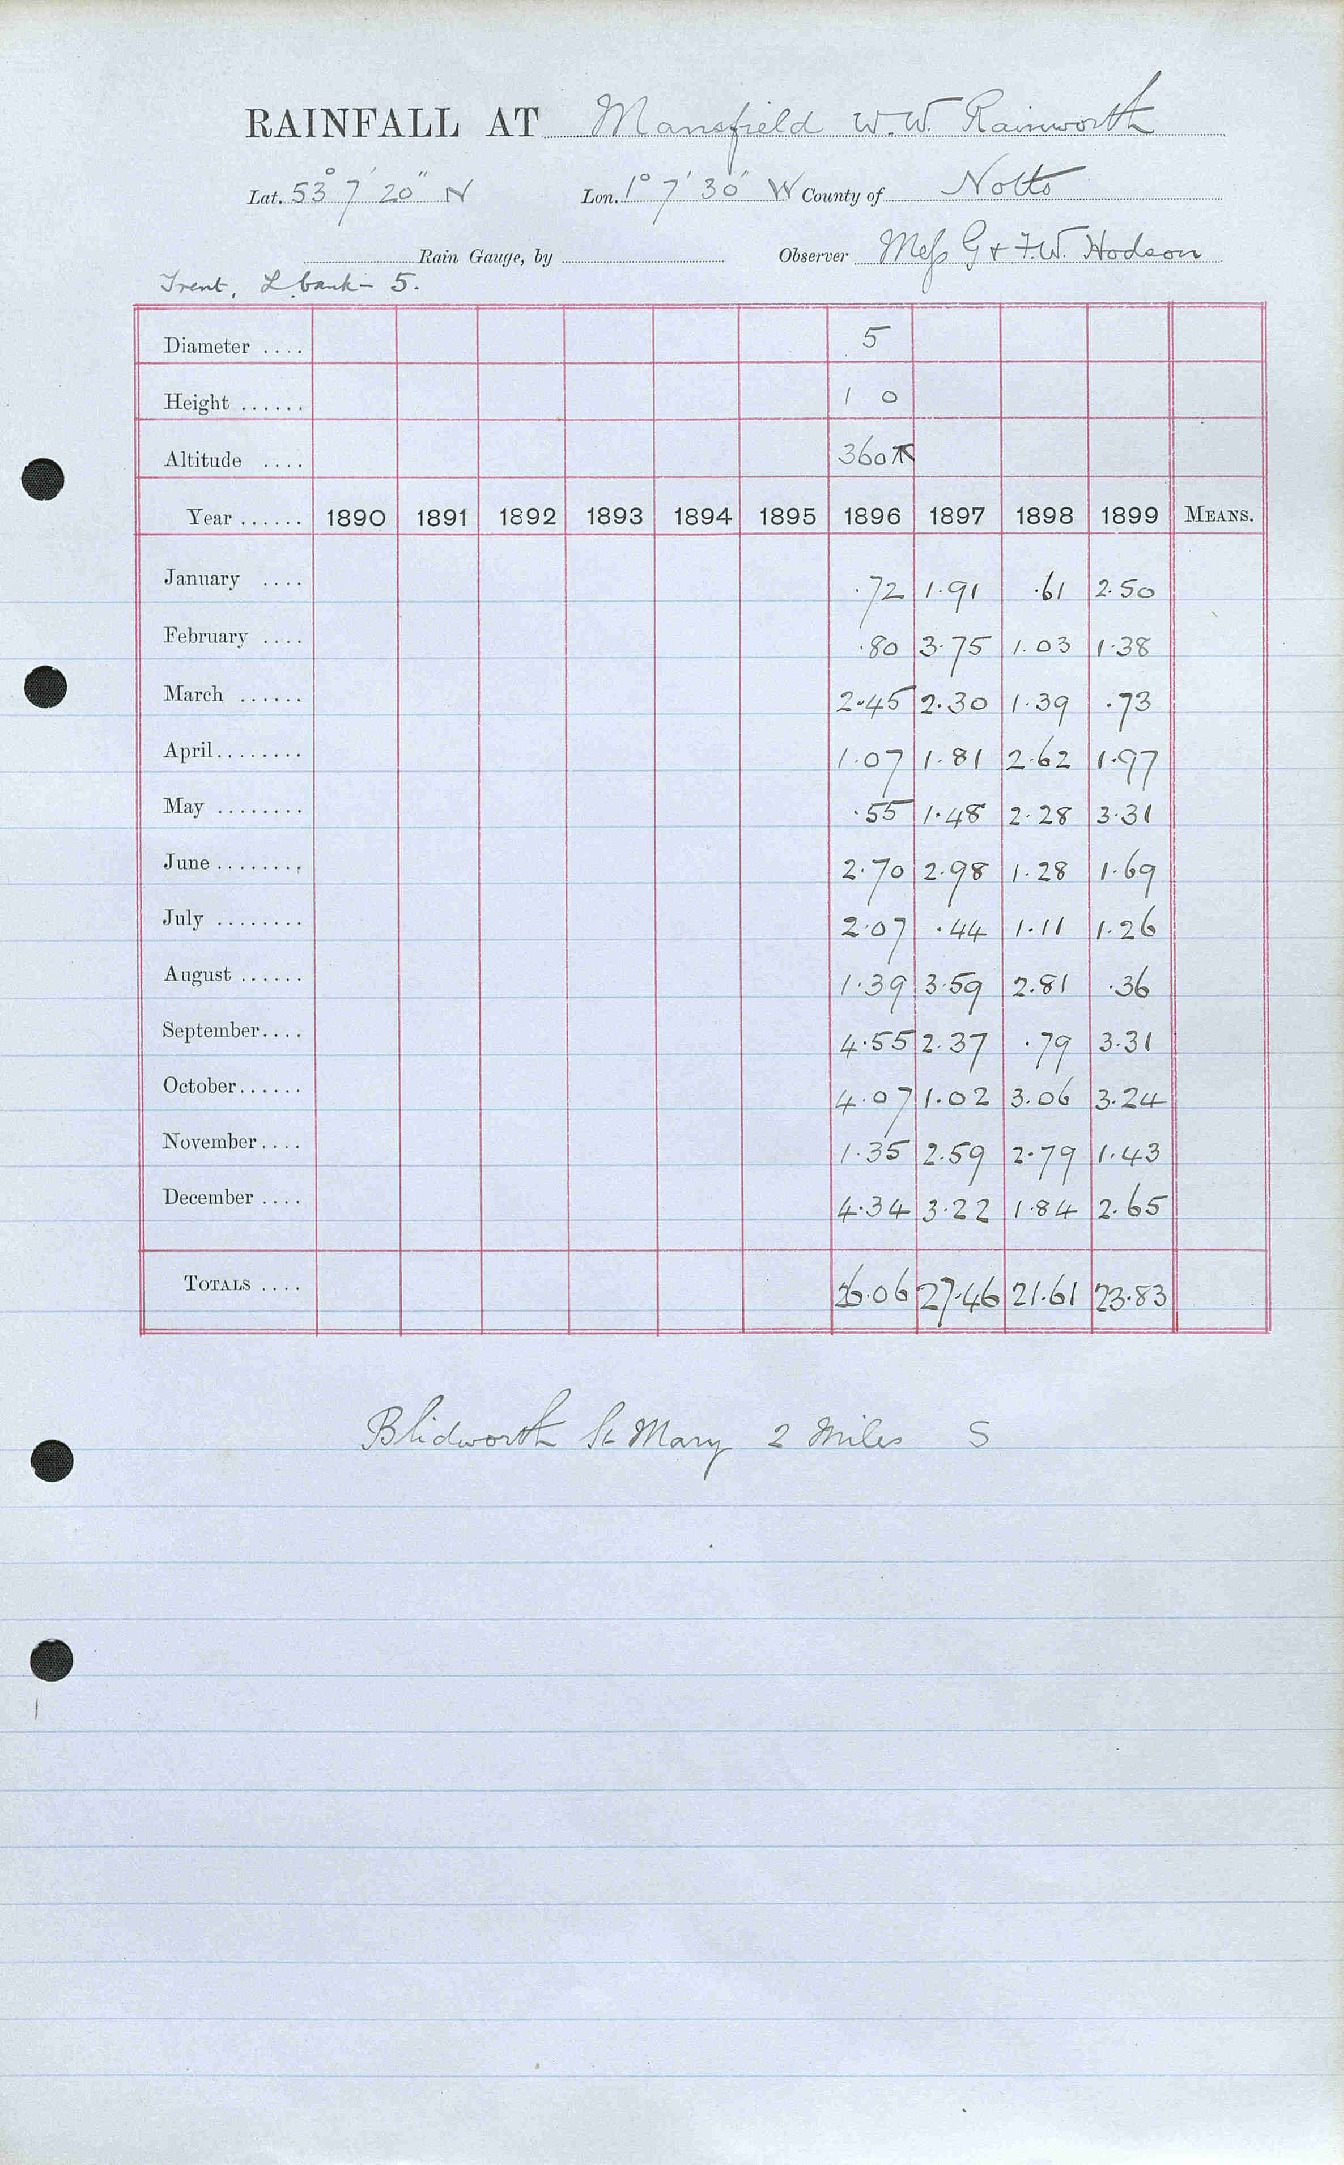 RAINFALL AT Mansfield W.W. Rainworth
Lat. 53° 7' 20" N Lon. 1° 7' 30" W County of Notts
Rain Gauge, by Observer Mess G & F.W. Hodson
Trent, L bank - 5.
Diameter .... 5
Height ...... 1 0
Altitude .... 360
Year ...... 1890 1891 1892 1893 1894 1895 1896 1897 1898 1899 MEANS.
January .... .72 1.91 .61 2.50
February .... .80 3.75 1.03 1.38
March ...... 2.45 2.30 1.39 .73
April........ 1.07 1.81 2.62 1.97
May ........ .55 1.48 2.28 3.31
June........ 2.70 2.98 1.28 1.69
July ........ 2.07 .44 1.11 1.26
August ...... 1.39 3.59 2.81 .36
September.... 4.55 2.37 .79 3.31
October...... 4.07 1.02 3.06 3.24
November.... 1.35 2.59 2.79 1.43
December .... 4.34 3.22 1.84 2.65
TOTALS .... 26.06 27.46 21.61 23.83
Blidworth St Mary 2 Miles S